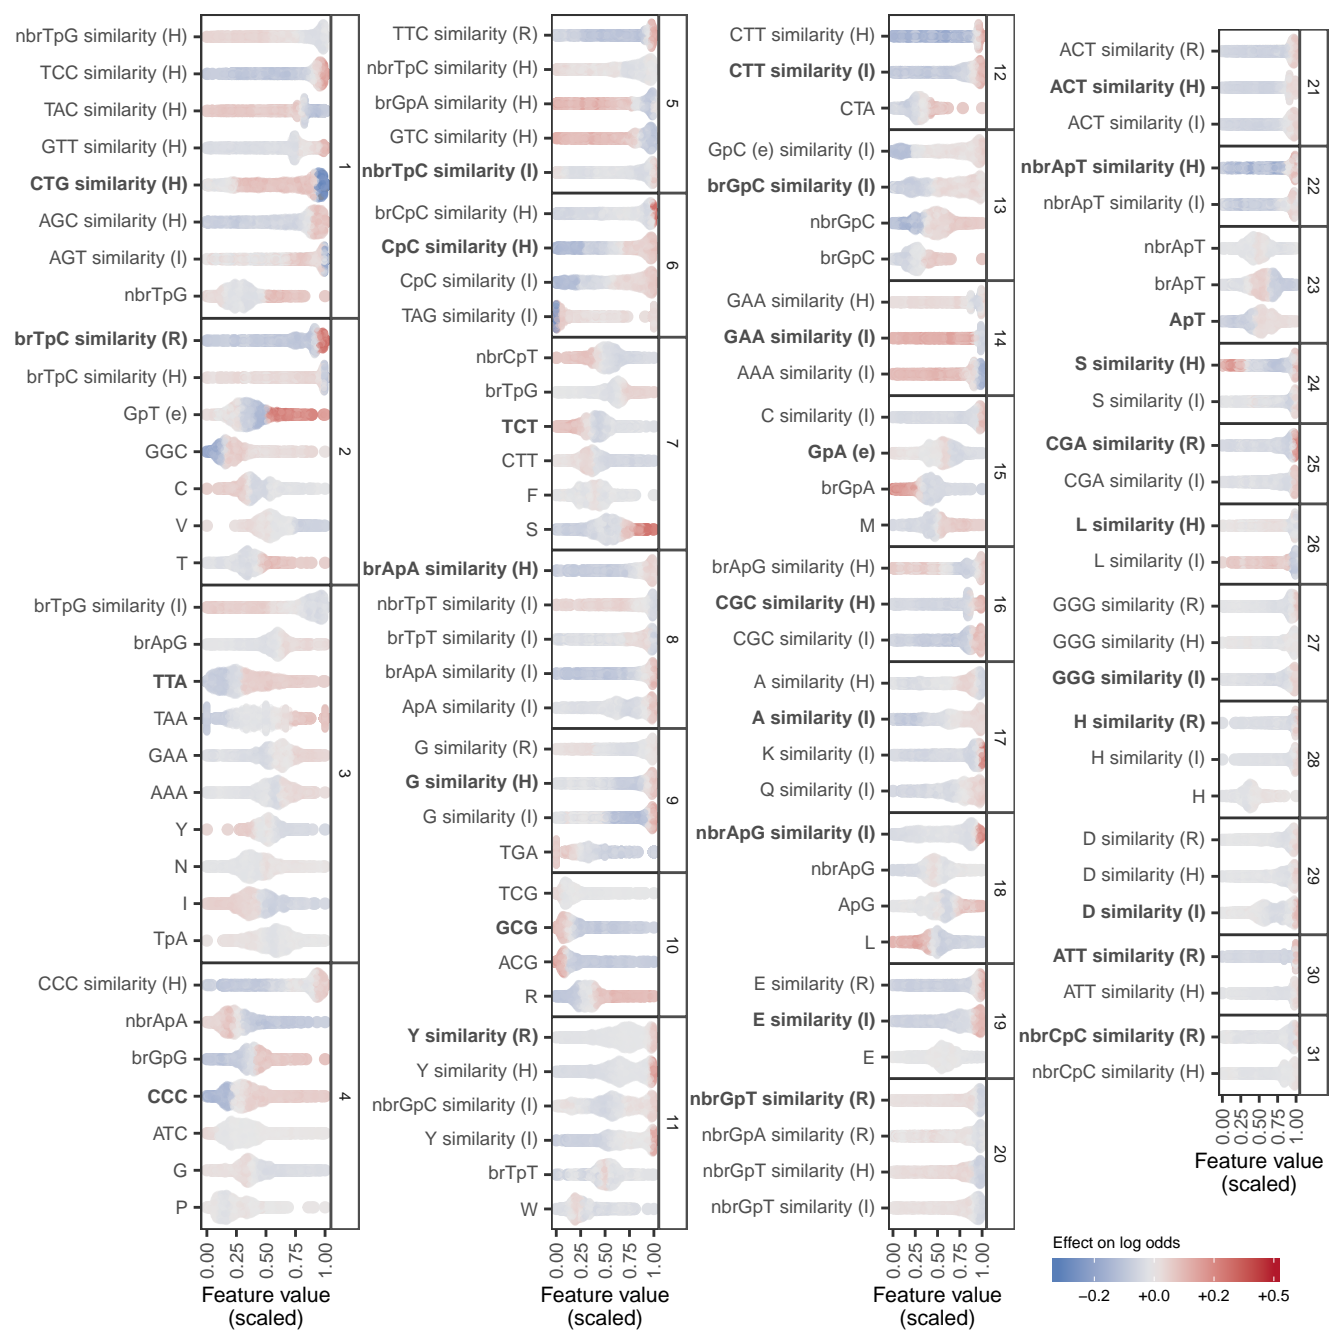 nbrTpG similarity (H)
TCC similarity (H)
TAC similarity (H)
GTT similarity (H)
CTG similarity (H)
AGC similarity (H)
AGT similarity (I)
nbrTpG
1
brTpC similarity (R)
brTpC similarity (H)
GpT (e)
GGC
C
V
T
2
brTpG similarity (I)
brApG
TTA
TAA
GAA
AAA
Y
N
I
TpA
3
CCC similarity (H)
nbrApA
brGpG
CCC
ATC
G
P
4
0.00
0.25
0.50
0.75
1.00
Feature value
(scaled)
TTC similarity (R)
nbrTpC similarity (H)
brGpA similarity (H)
GTC similarity (H)
nbrTpC similarity (I)
5
brCpC similarity (H)
CpC similarity (H)
CpC similarity (I)
TAG similarity (I)
6
nbrCpT
brTpG
TCT
CTT
F
S
7
brApA similarity (H)
nbrTpT similarity (I)
brTpT similarity (I)
brApA similarity (I)
ApA similarity (I)
8
G similarity (R)
G similarity (H)
G similarity (I)
TGA
9
TCG
GCG
ACG
R
10
Y similarity (R)
Y similarity (H)
nbrGpC similarity (I)
Y similarity (I)
brTpT
W
11
0.00
0.25
0.50
0.75
1.00
Feature value
(scaled)
CTT similarity (H)
CTT similarity (I)
CTA
12
GpC (e) similarity (I)
brGpC similarity (I)
nbrGpC
brGpC
13
GAA similarity (H)
GAA similarity (I)
AAA similarity (I)
14
C similarity (I)
GpA (e)
brGpA
M
15
brApG similarity (H)
CGC similarity (H)
CGC similarity (I)
16
A similarity (H)
A similarity (I)
K similarity (I)
Q similarity (I)
17
nbrApG similarity (I)
nbrApG
ApG
L
18
E similarity (R)
E similarity (I)
E
19
nbrGpT similarity (R)
nbrGpA similarity (R)
nbrGpT similarity (H)
nbrGpT similarity (I)
20
0.00
0.25
0.50
0.75
1.00
Feature value
(scaled)
ACT similarity (R)
ACT similarity (H)
ACT similarity (I)
21
nbrApT similarity (H)
nbrApT similarity (I)
22
nbrApT
brApT
ApT
23
S similarity (H)
S similarity (I)
24
CGA similarity (R)
CGA similarity (I)
25
L similarity (H)
L similarity (I)
26
GGG similarity (R)
GGG similarity (H)
GGG similarity (I)
27
H similarity (R)
H similarity (I)
H
28
D similarity (R)
D similarity (H)
D similarity (I)
29
ATT similarity (R)
ATT similarity (H)
30
nbrCpC similarity (R)
nbrCpC similarity (H)
31
0.00
0.25
0.50
0.75
1.00
Feature value
(scaled)
Effect on log odds
−0.2 +0.0 +0.2 +0.5